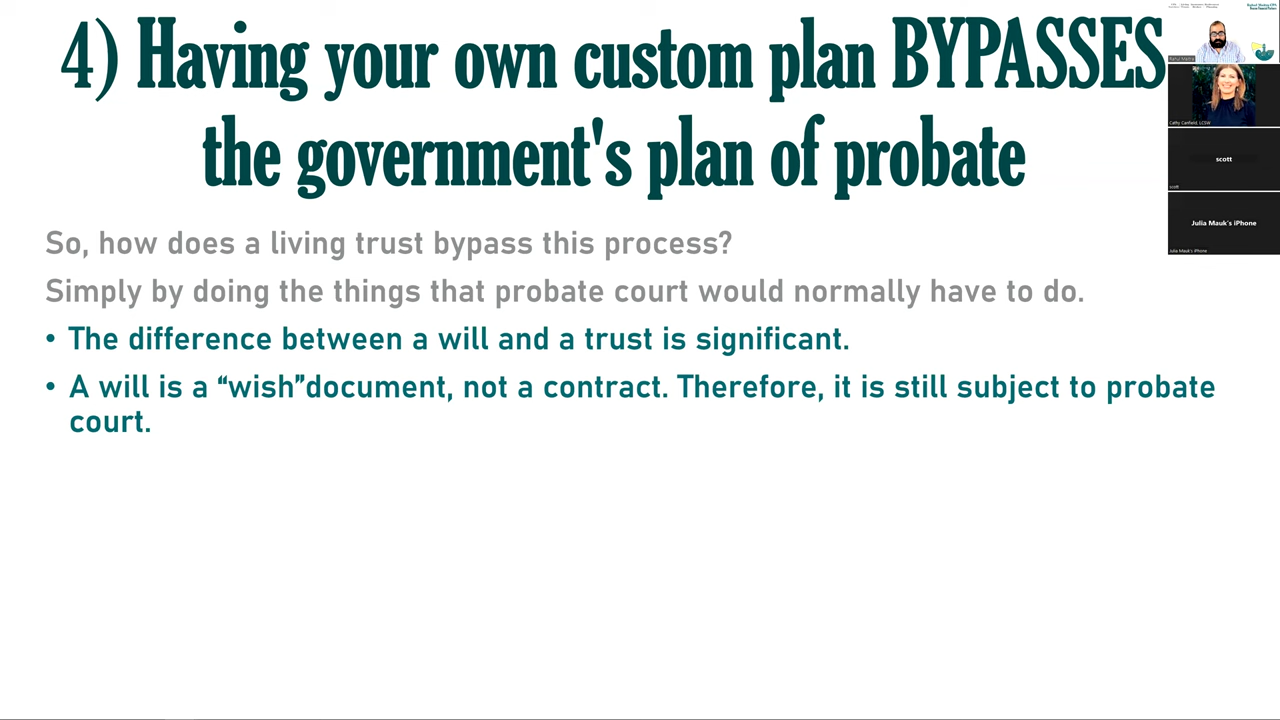 4) Having your own custom plan BYPASSES
the government's plan of probate
So, how does a living trust bypass this process?
Simply by doing the things that probate court would normally have to do.
• The difference between a will and a trust is significant.
• A will is a “wish”document, not a contract. Therefore, it is still subject to probate
court.
Cathy Canfield, LCSW
scott
scott
Julia Mauk's iPhone
Julia Mauk's iPhone